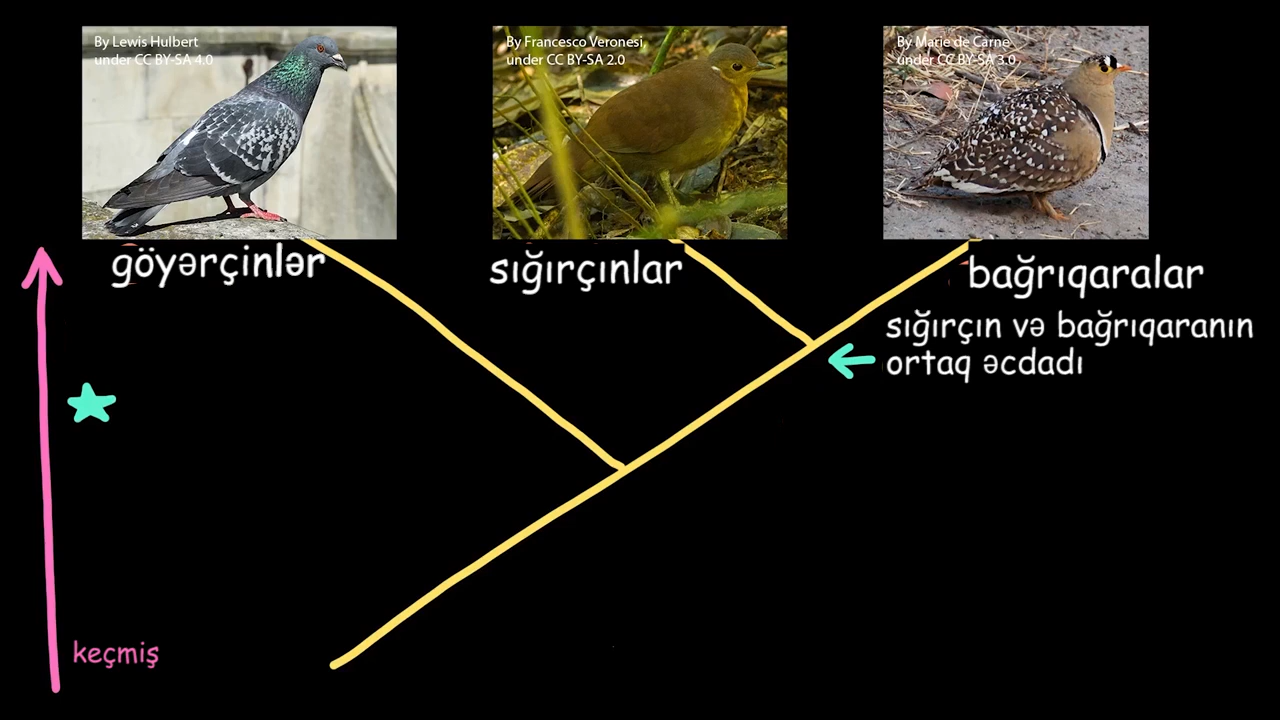 By Lewis Hulbert
under CC BY-SA 4.0
By Francesco Veronesi,
under CC BY-SA 2.0
By Marie de Carne
under CC BY-SA 3.0
göyərçinlər
sığırçınlar
bağrıqaralar
sığırçın və bağrıqaranın
ortaq əcdadı
keçmiş